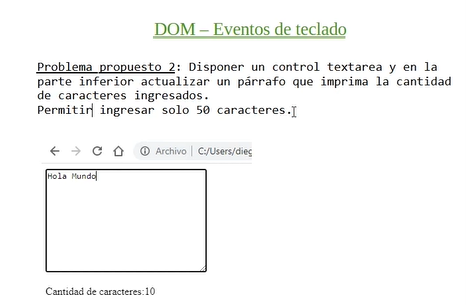 DOM – Eventos de teclado
Problema propuesto 2: Disponer un control textarea y en la
parte inferior actualizar un párrafo que imprima la cantidad
de caracteres ingresados.
Permitir ingresar solo 50 caracteres.
Archivo | C:/Users/dieg
Hola Mundo
Cantidad de caracteres:10